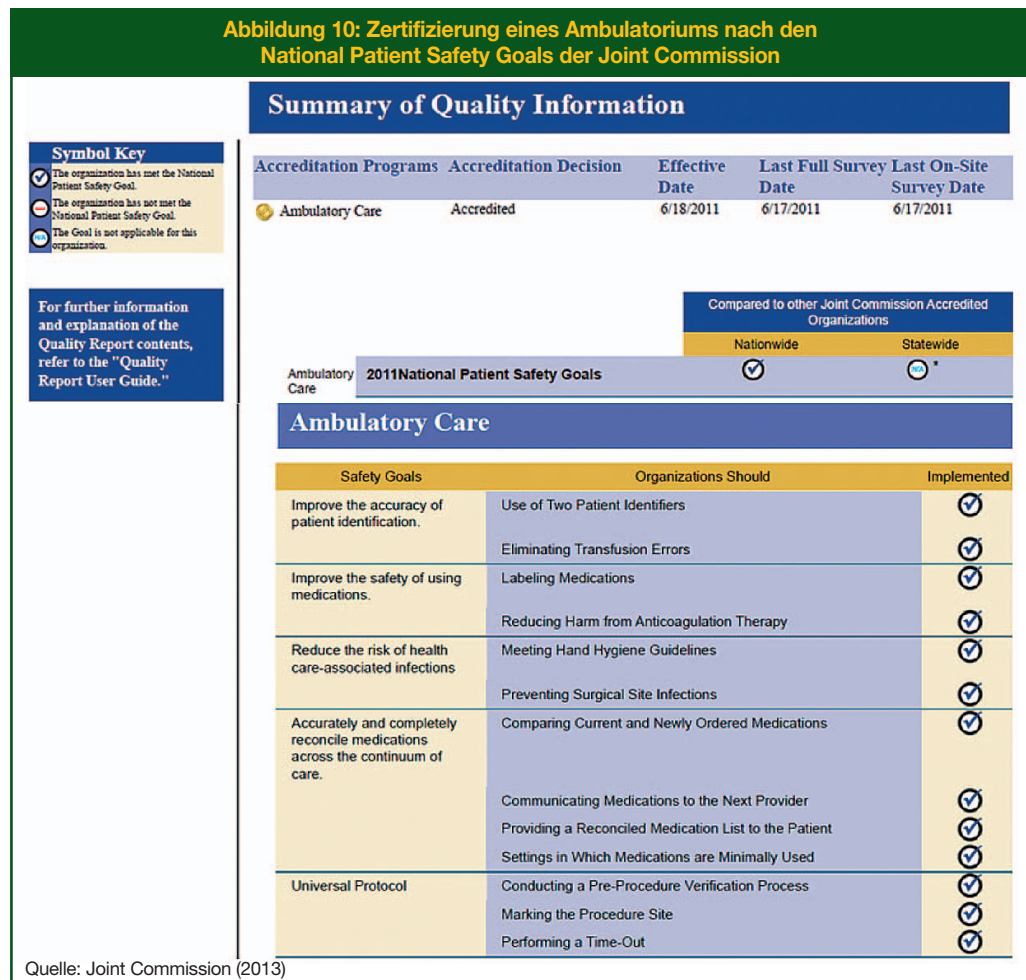 Abbildung 10: Zertifizierung eines Ambulatoriums nach den
National Patient Safety Goals der Joint Commission
Summary of Quality Information
Symbol Key
The organization has met the National
Patient Safety Goal.
The organization has not met the
National Patient Safety Goal.
N/A
The Goal is not applicable for this
organization.
For further information
and explanation of the
Quality Report contents,
refer to the "Quality
Report User Guide."
Accreditation Programs Accreditation Decision Effective Date Last Full Survey Date Last On-Site Survey Date
Ambulatory Care Accredited 6/18/2011 6/17/2011 6/17/2011
Compared to other Joint Commission Accredited
Organizations
Nationwide Statewide
Ambulatory
Care
2011National Patient Safety Goals N/A *
Ambulatory Care
Safety Goals Organizations Should Implemented
Improve the accuracy of
patient identification.
Use of Two Patient Identifiers
Eliminating Transfusion Errors
Improve the safety of using
medications.
Labeling Medications
Reducing Harm from Anticoagulation Therapy
Reduce the risk of health
care-associated infections
Meeting Hand Hygiene Guidelines
Preventing Surgical Site Infections
Accurately and completely
reconcile medications
across the continuum of
care.
Comparing Current and Newly Ordered Medications
Communicating Medications to the Next Provider
Providing a Reconciled Medication List to the Patient
Settings in Which Medications are Minimally Used
Universal Protocol
Conducting a Pre-Procedure Verification Process
Marking the Procedure Site
Performing a Time-Out
Quelle: Joint Commission (2013)